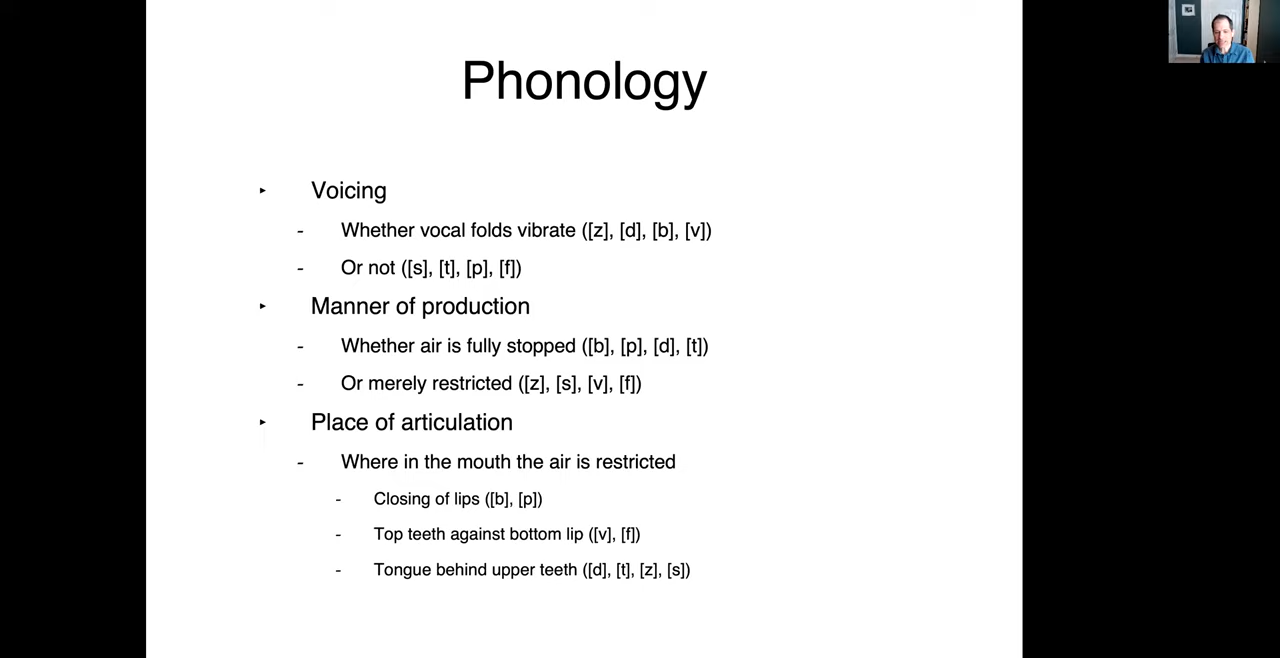 Phonology
‣ Voicing
- Whether vocal folds vibrate ([z], [d], [b], [v])
- Or not ([s], [t], [p], [f])
‣ Manner of production
- Whether air is fully stopped ([b], [p], [d], [t])
- Or merely restricted ([z], [s], [v], [f])
‣ Place of articulation
- Where in the mouth the air is restricted
- Closing of lips ([b], [p])
- Top teeth against bottom lip ([v], [f])
- Tongue behind upper teeth ([d], [t], [z], [s])